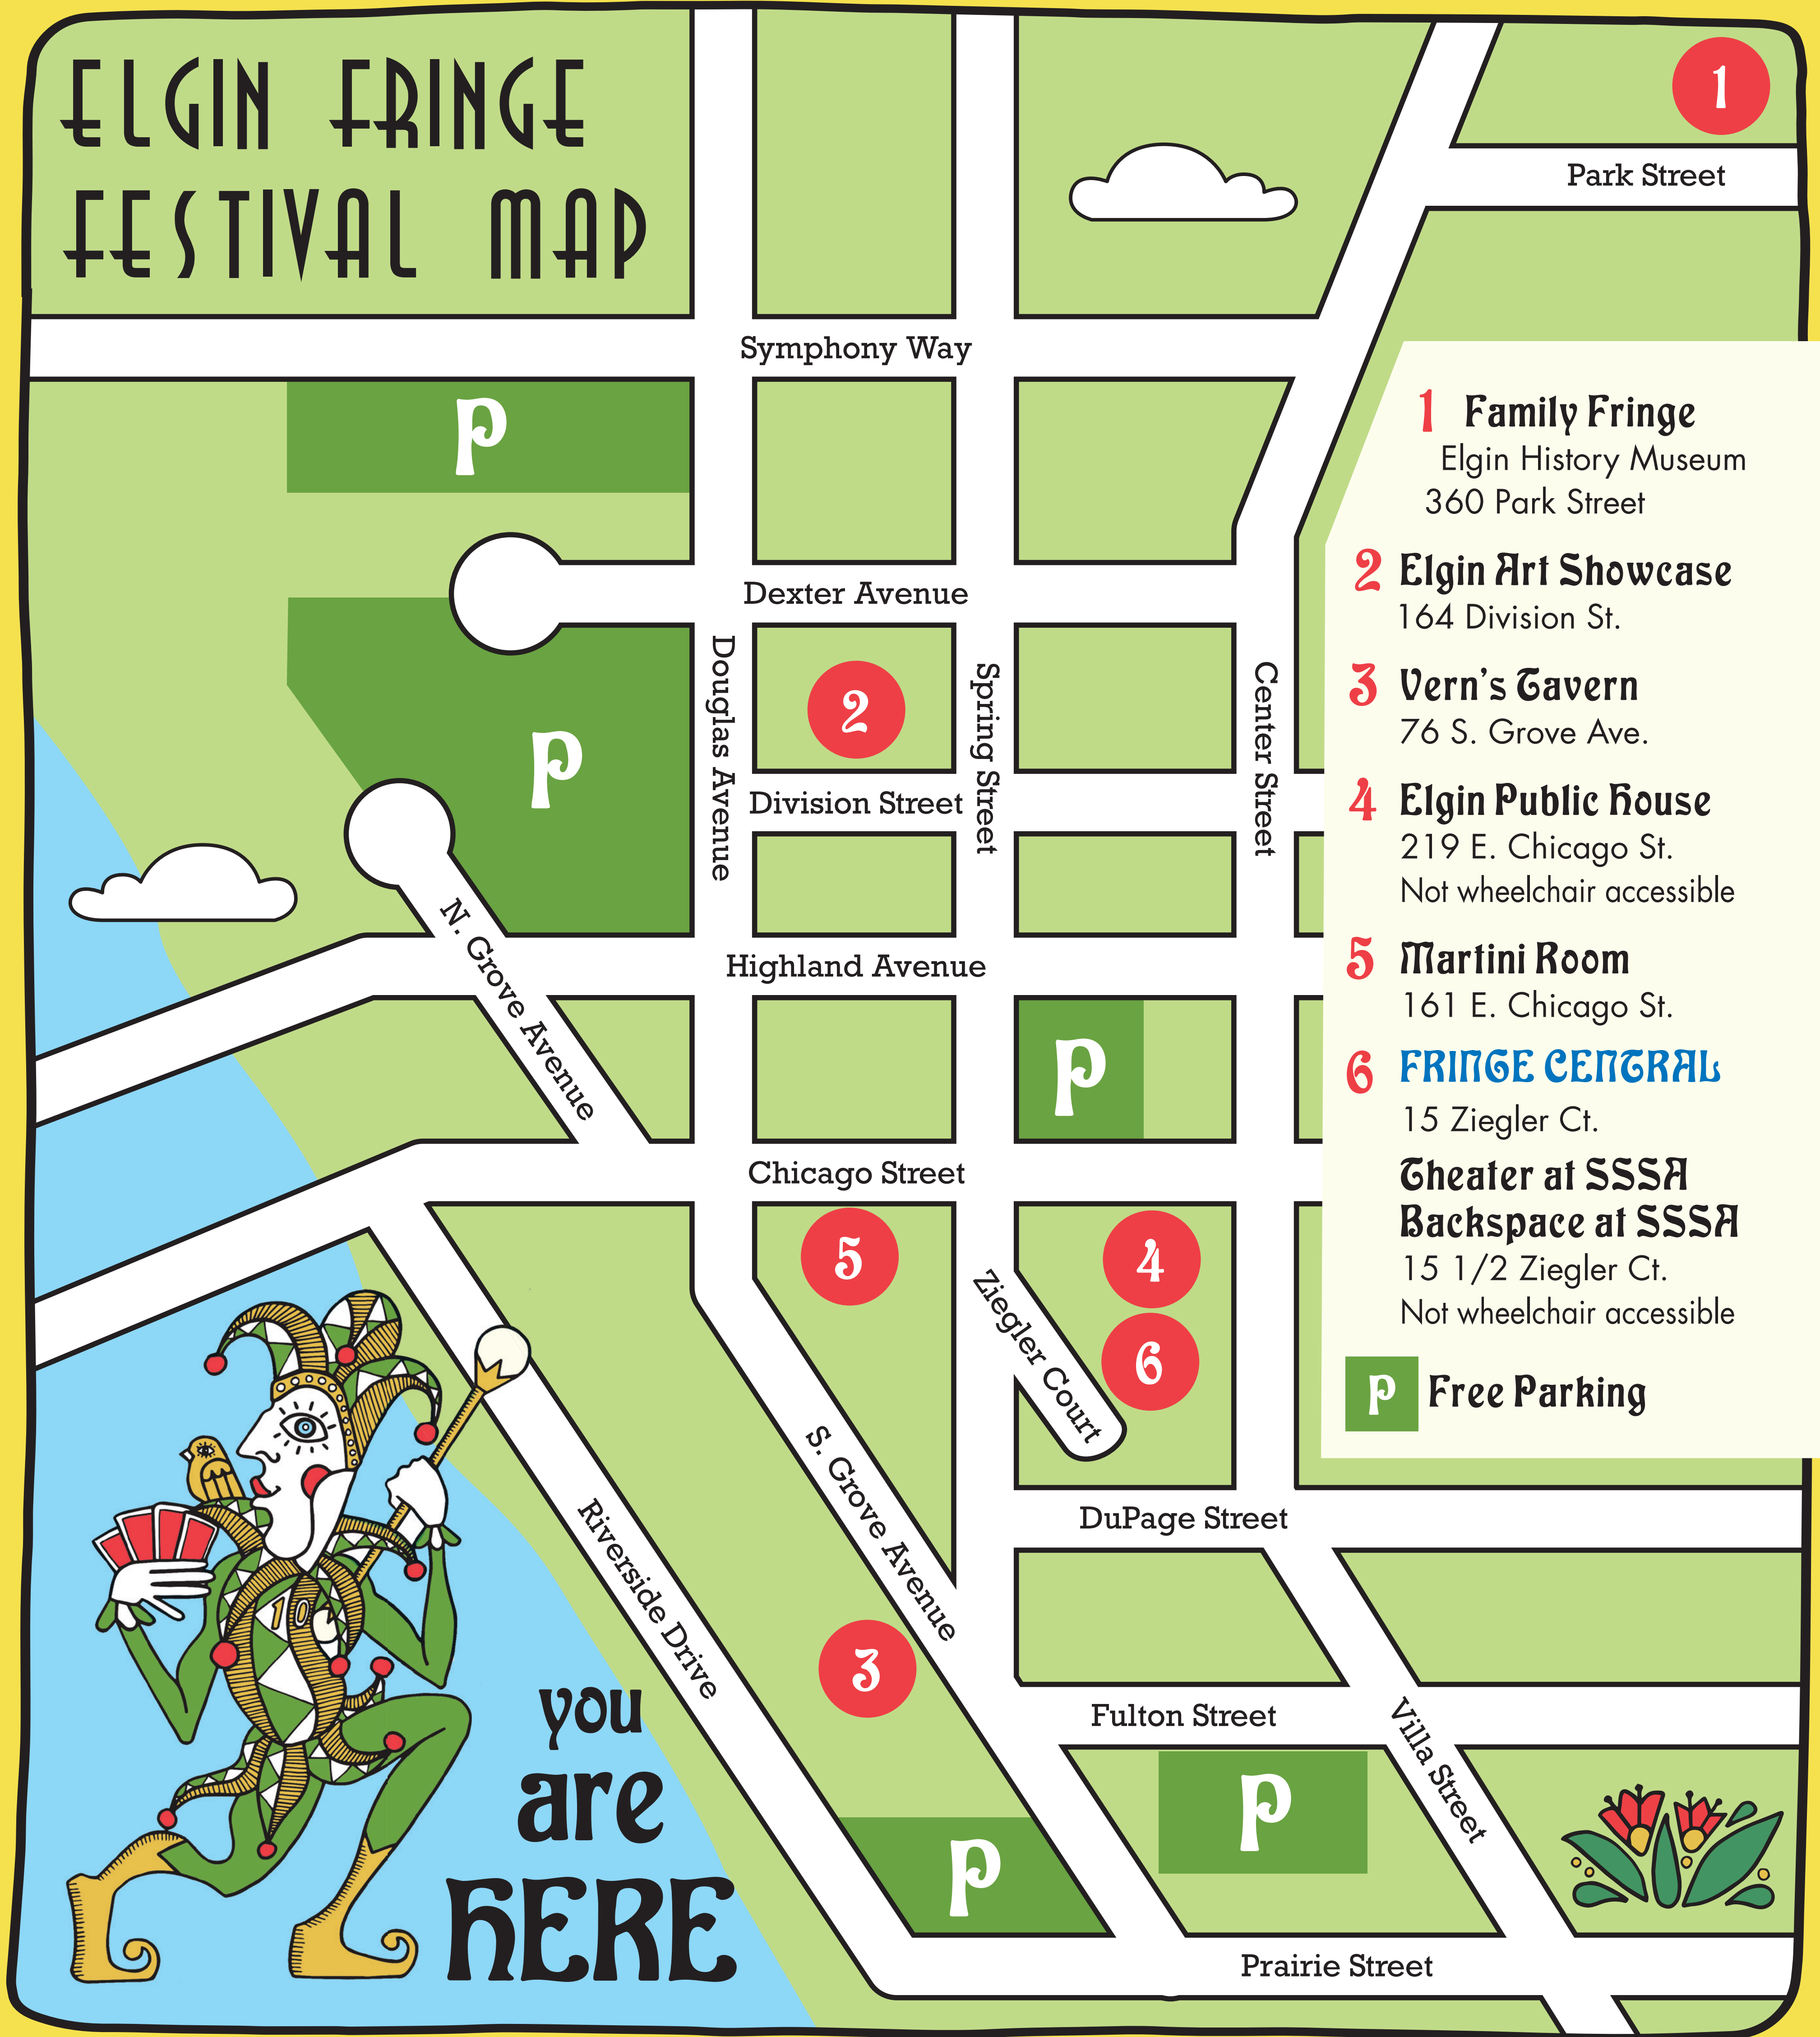 ELGIN FRINGE
FESTIVAL MAP
1
Park Street
Symphony Way
P
Dexter Avenue
Douglas Avenue
Spring Street
Center Street
2
P
Division Street
N. Grove Avenue
Highland Avenue
P
Chicago Street
5
4
6
Ziegler Court
S. Grove Avenue
Riverside Drive
DuPage Street
3
Fulton Street
Villa Street
P
P
Prairie Street
10
you
are
HERE
1 Family Fringe
Elgin History Museum
360 Park Street
2 Elgin Art Showcase
164 Division St.
3 Vern's Tavern
76 S. Grove Ave.
4 Elgin Public House
219 E. Chicago St.
Not wheelchair accessible
5 Martini Room
161 E. Chicago St.
6 FRINGE CENTRAL
15 Ziegler Ct.
Theater at SSSA
Backspace at SSSA
15 1/2 Ziegler Ct.
Not wheelchair accessible
P Free Parking